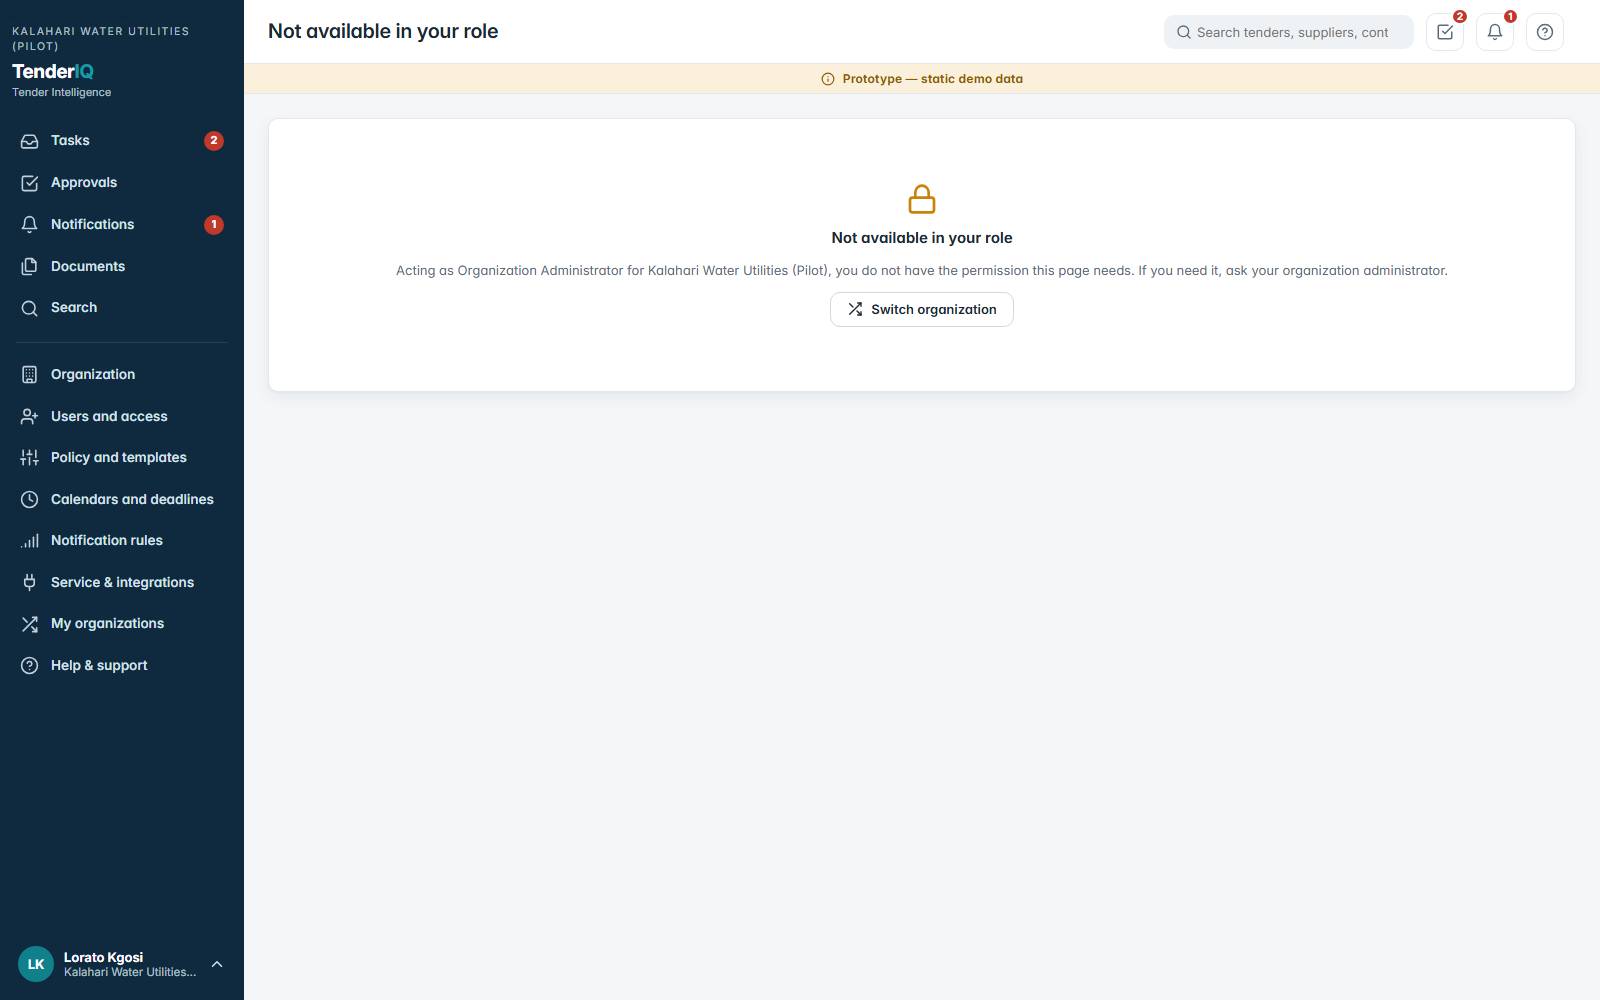 KALAHARI WATER UTILITIES
(PILOT)
TenderIQ
Tender Intelligence
Tasks
2
Approvals
Notifications
1
Documents
Search
Organization
Users and access
Policy and templates
Calendars and deadlines
Notification rules
Service & integrations
My organizations
Help & support
LK
Lorato Kgosi
Kalahari Water Utilities...
Not available in your role
Search tenders, suppliers, cont
2
1
Prototype — static demo data
Not available in your role
Acting as Organization Administrator for Kalahari Water Utilities (Pilot), you do not have the permission this page needs. If you need it, ask your organization administrator.
Switch organization